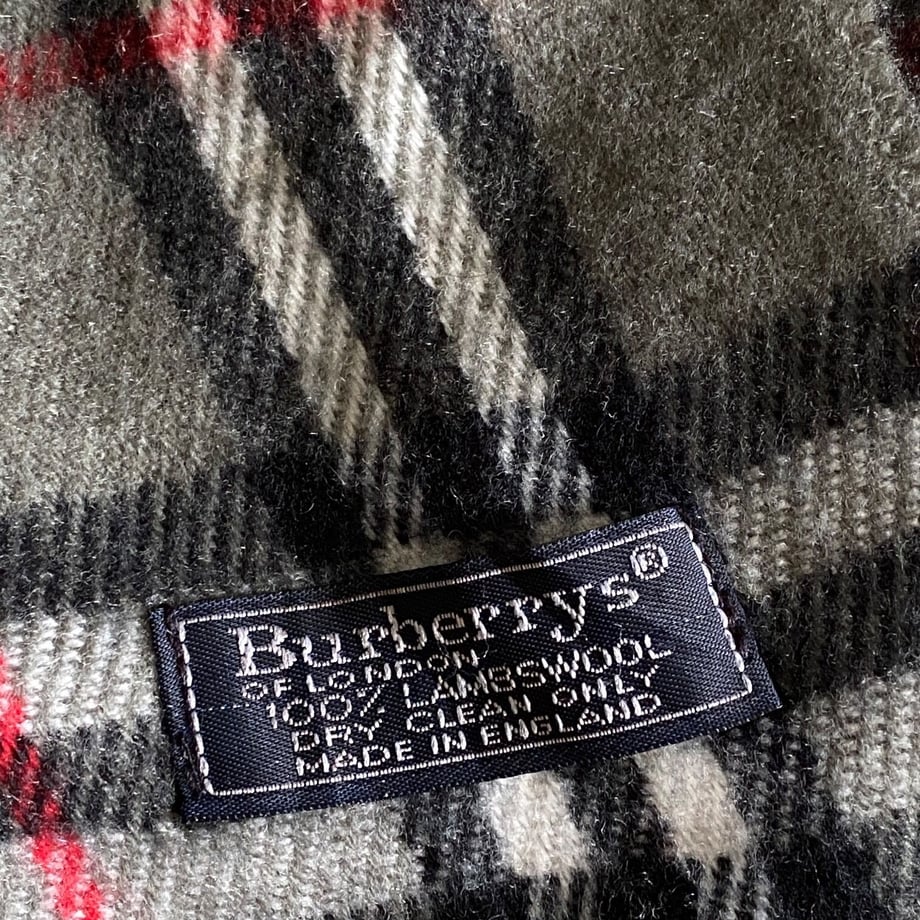 Burberrys®
OF LONDON
100% LAMBSWOOL
DRY CLEAN ONLY
MADE IN ENGLAND